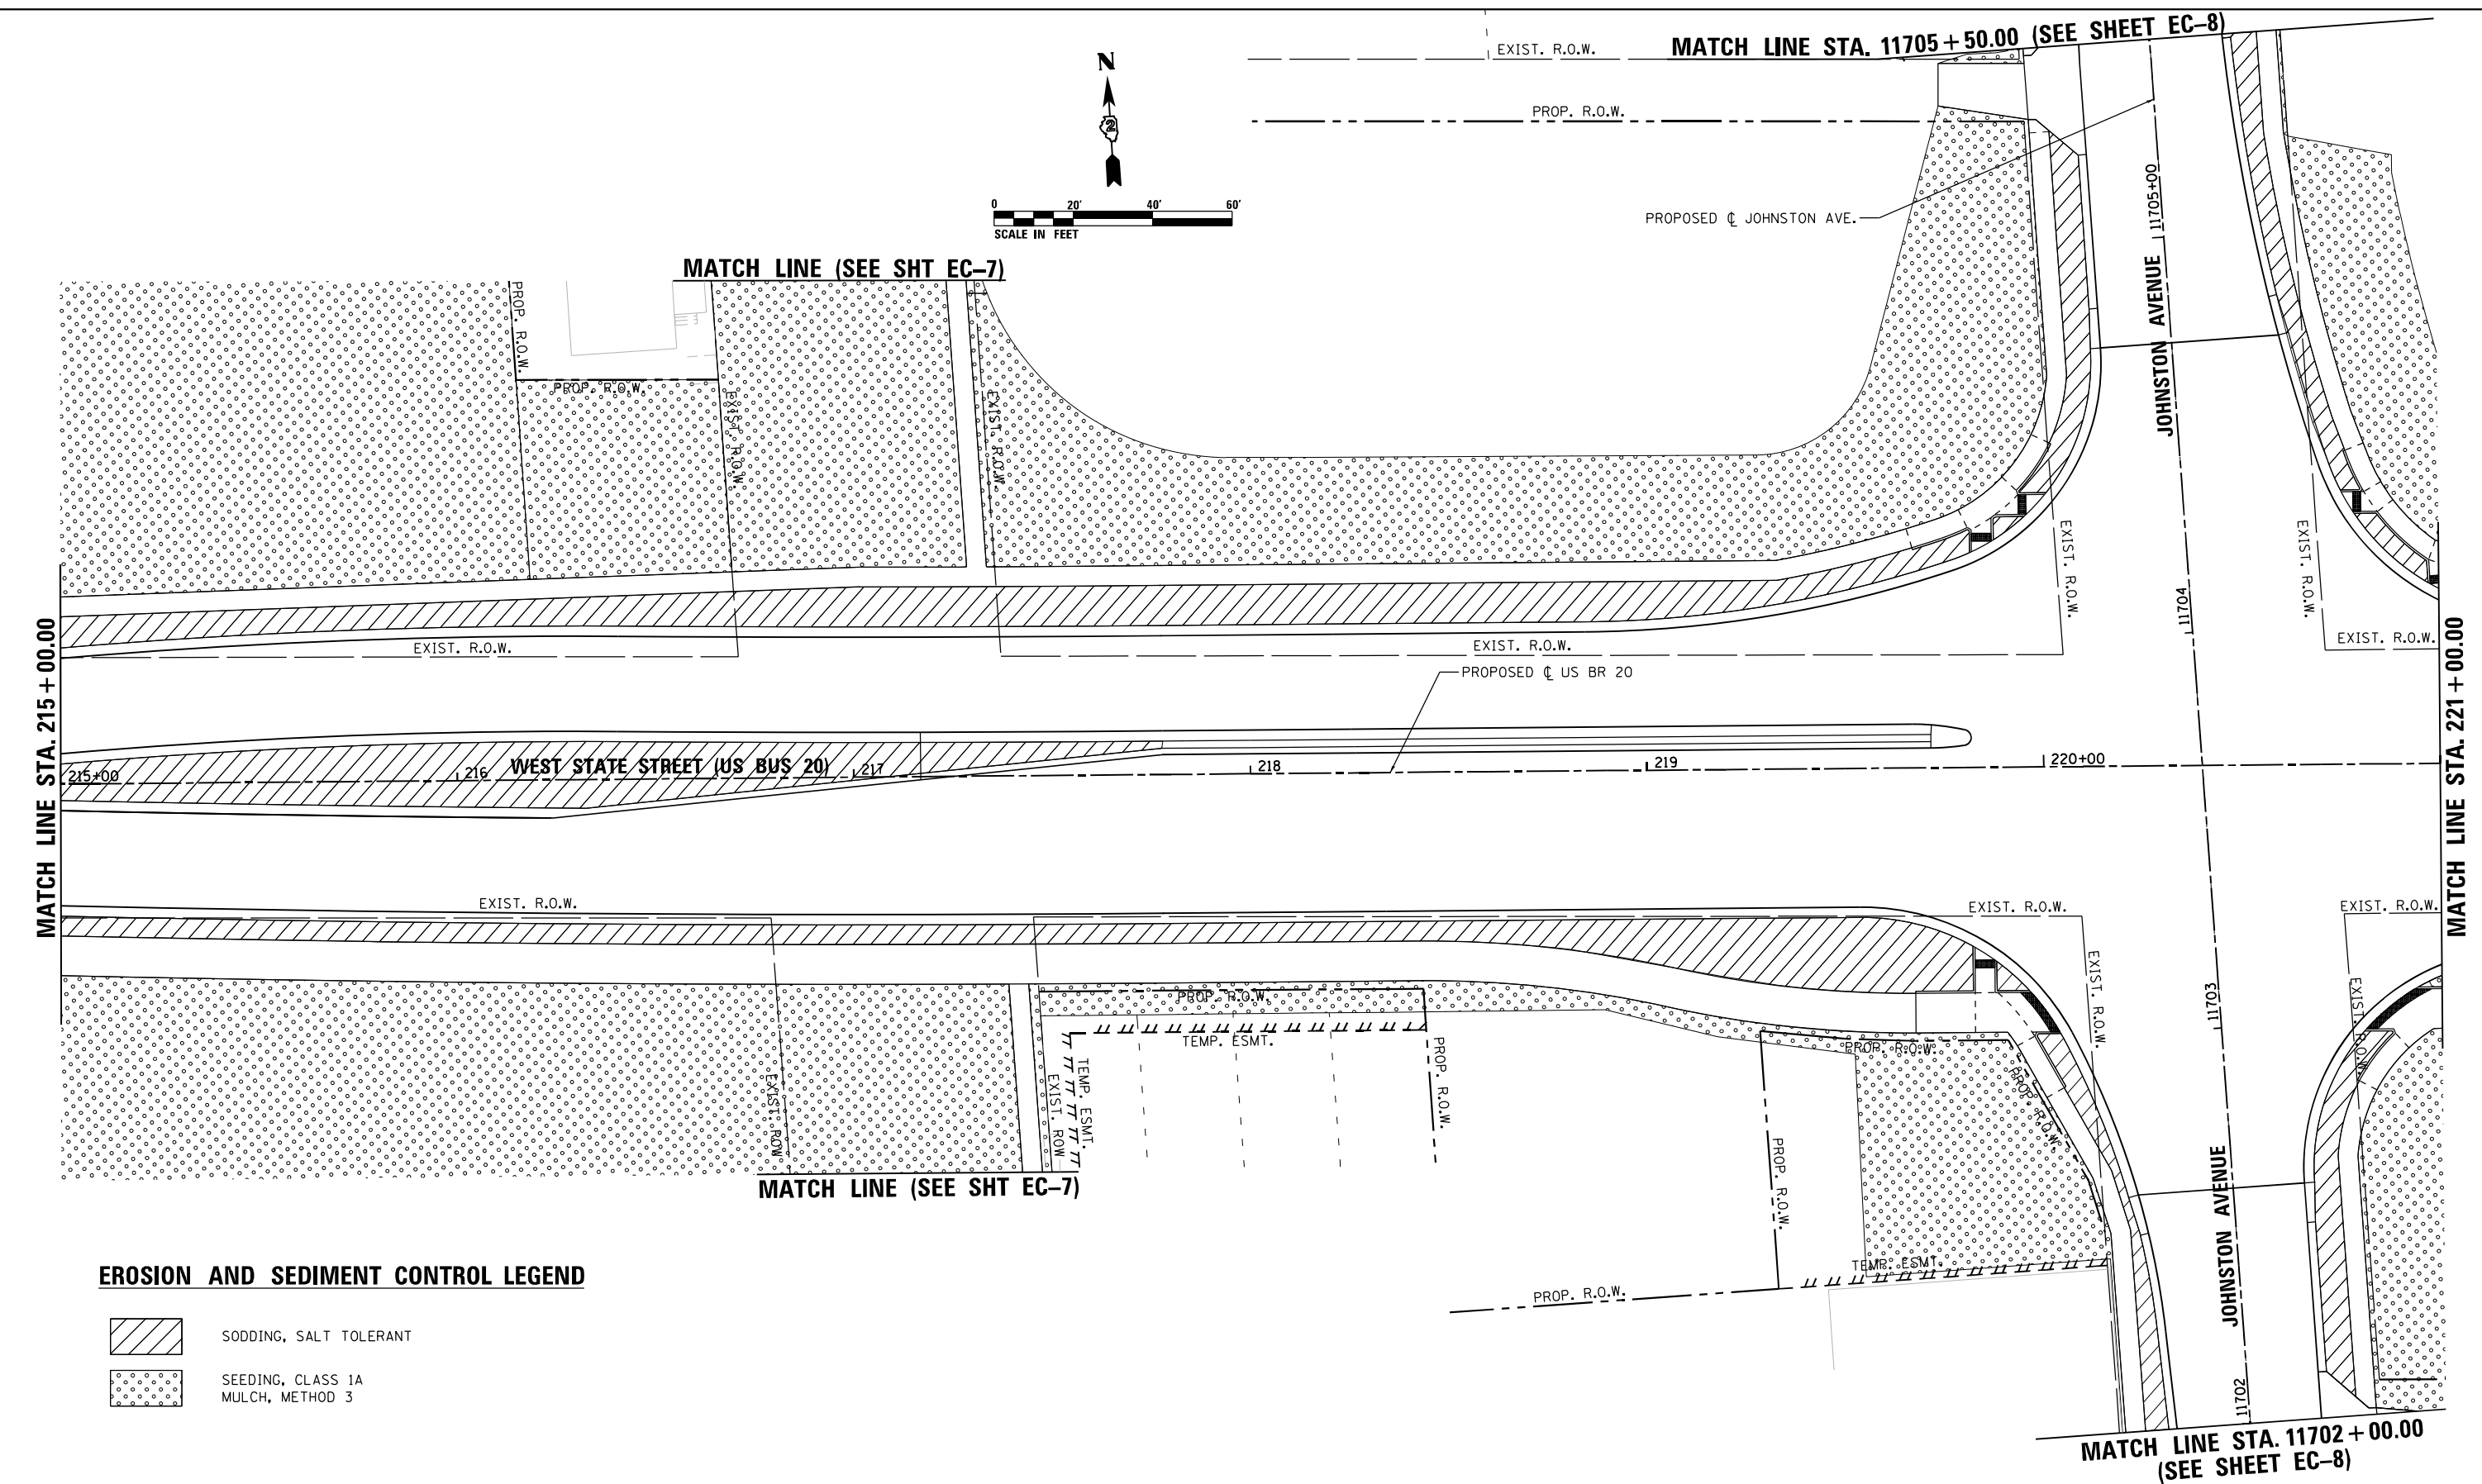 MATCH LINE STA. 11705+50.00 (SEE SHEET EC-8)
EXIST. R.O.W.
N
2
PROP. R.O.W.
0 20' 40' 60'
SCALE IN FEET
PROPOSED ℄ JOHNSTON AVE.
11705+00
JOHNSTON AVENUE
MATCH LINE (SEE SHT EC-7)
PROP. R.O.W.
PROP. R.O.W.
EXIST. R.O.W.
EXIST. R.O.W.
EXIST. R.O.W.
EXIST. R.O.W.
11704
EXIST. R.O.W.
EXIST. R.O.W.
EXIST. R.O.W.
PROPOSED ℄ US BR 20
MATCH LINE STA. 215+00.00
MATCH LINE STA. 221+00.00
215+00
216
WEST STATE STREET (US BUS 20)
217
218
219
220+00
EXIST. R.O.W.
EXIST. R.O.W.
EXIST. R.O.W.
EXIST. R.O.W.
EXIST. R.O.W.
11703
PROP. R.O.W.
TEMP. ESMT.
TEMP. ESMT.
EXIST. ROW
EXIST. ROW
PROP. R.O.W.
PROP. R.O.W.
PROP. R.O.W.
PROP. R.O.W.
MATCH LINE (SEE SHT EC-7)
JOHNSTON AVENUE
TEMP. ESMT.
PROP. R.O.W.
11702
EROSION AND SEDIMENT CONTROL LEGEND
SODDING, SALT TOLERANT
SEEDING, CLASS 1A
MULCH, METHOD 3
MATCH LINE STA. 11702+00.00
(SEE SHEET EC-8)